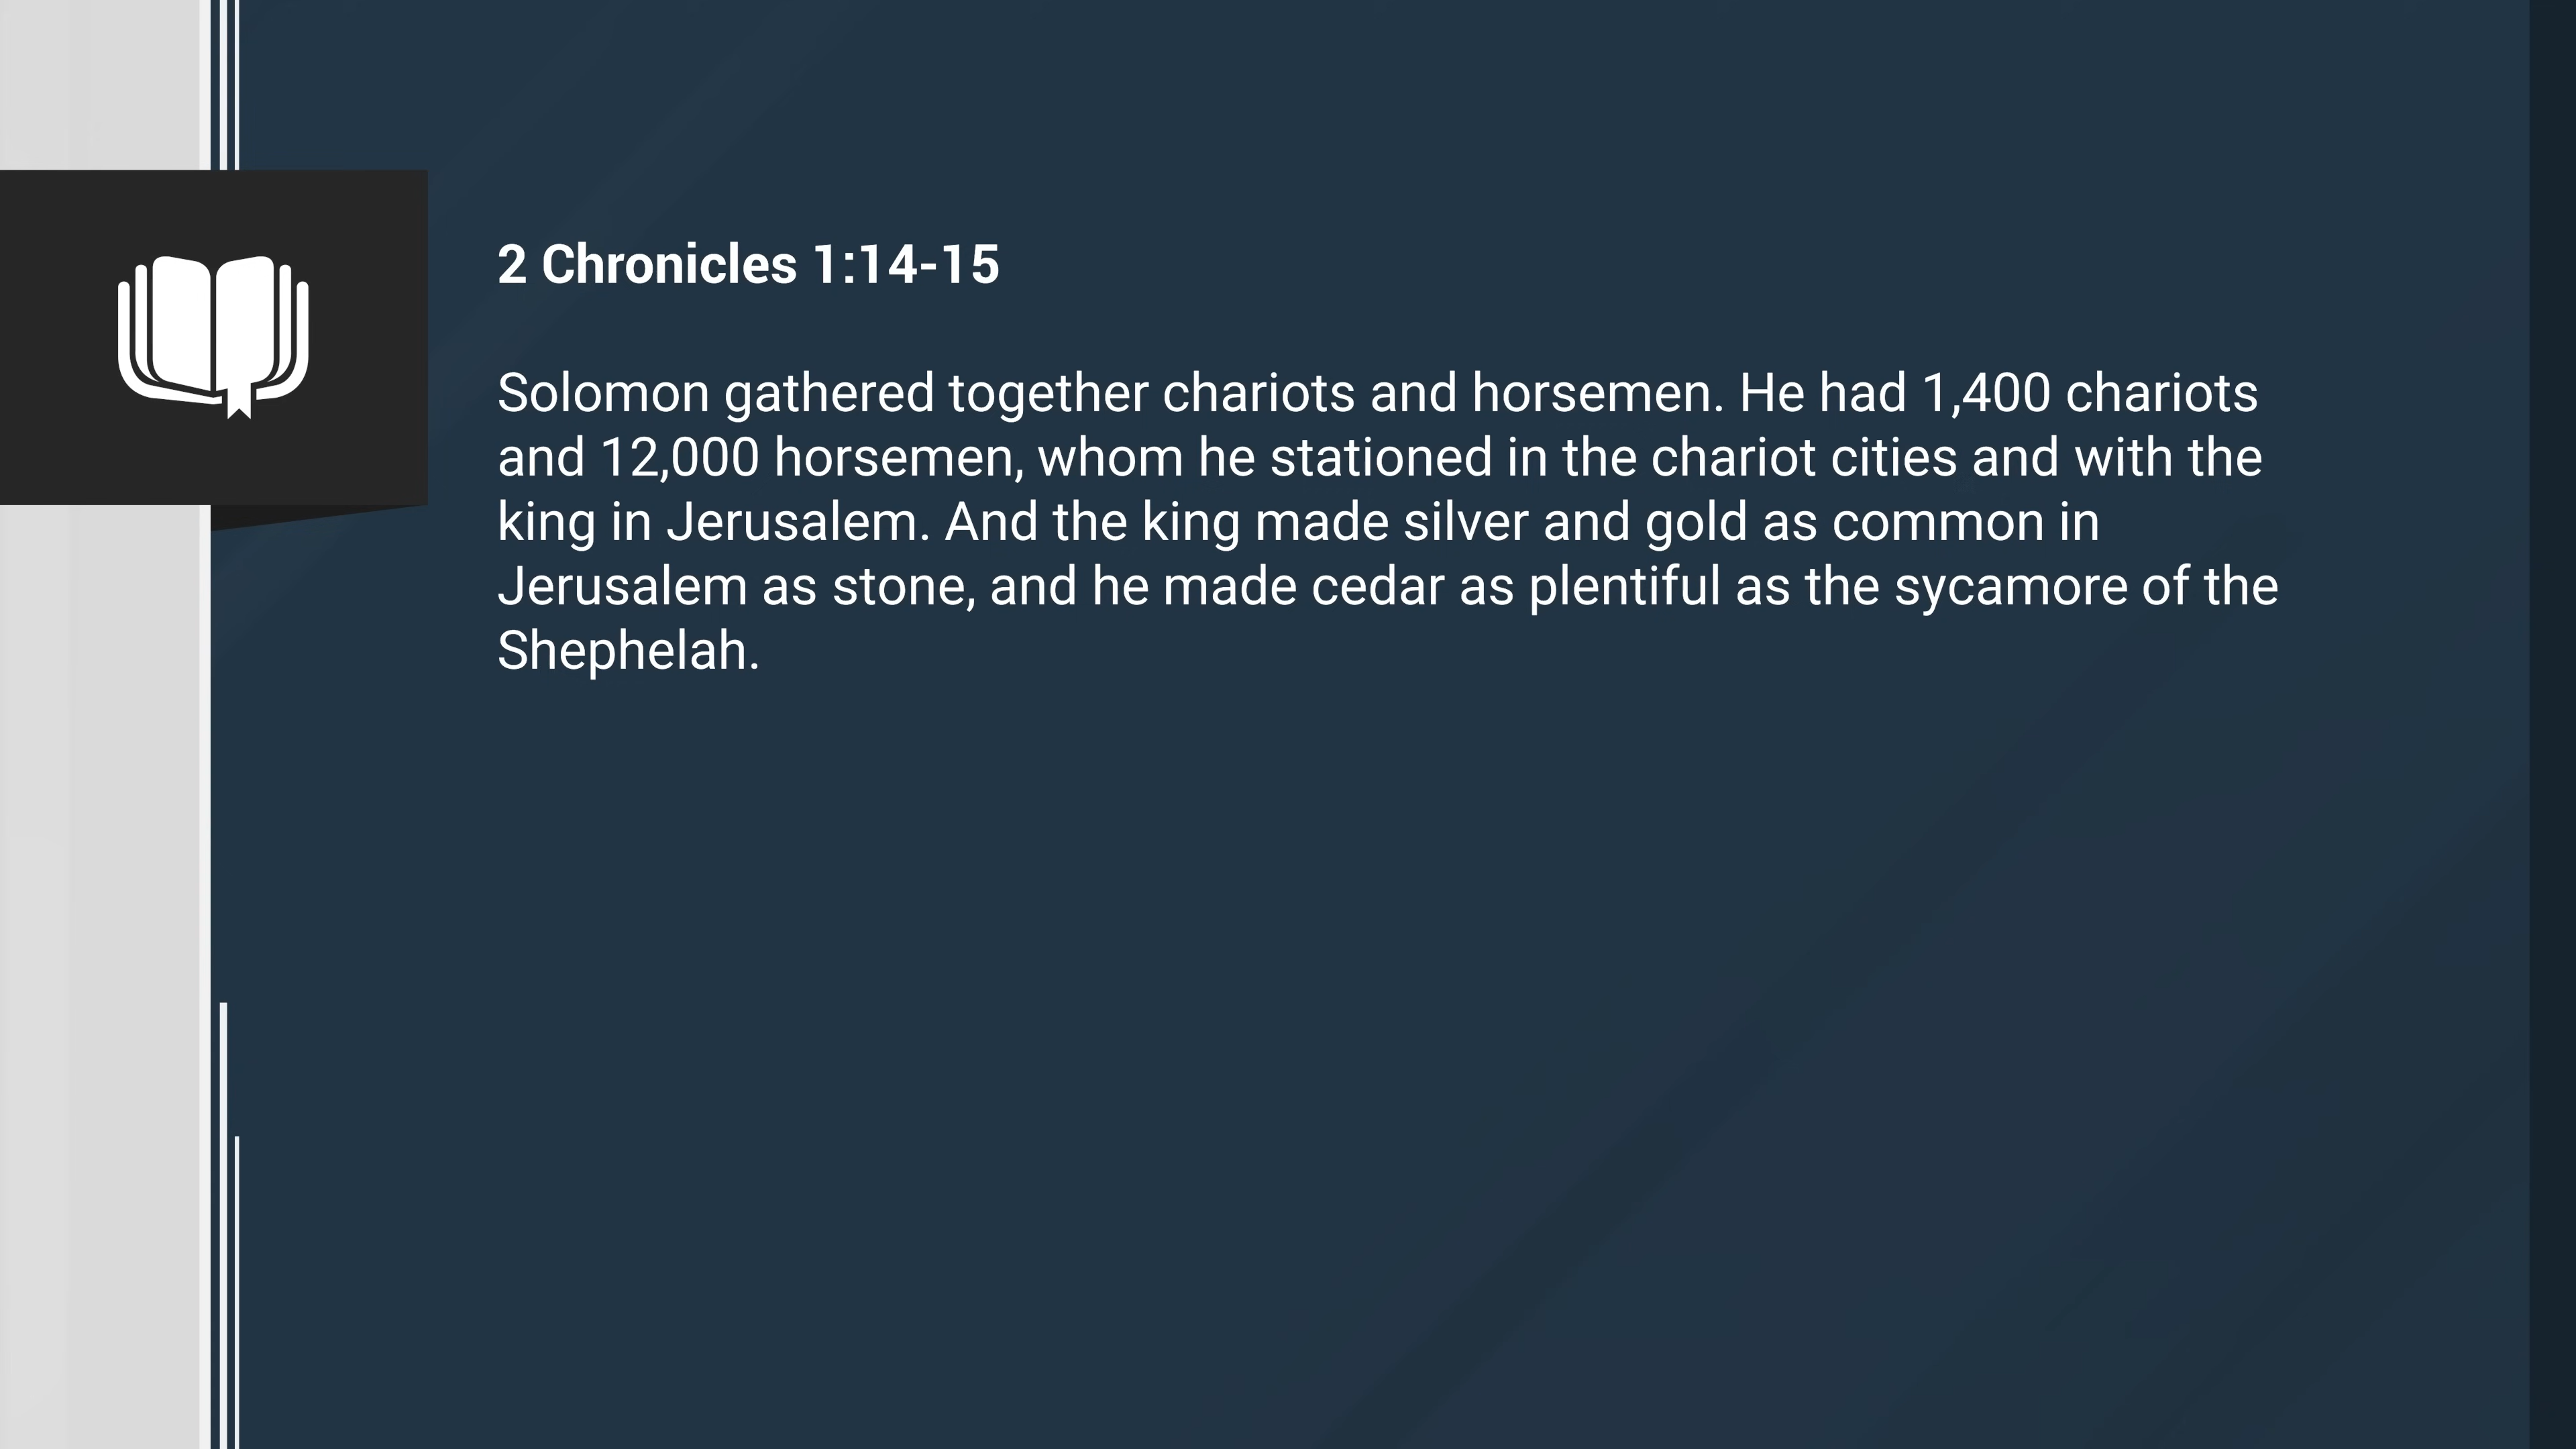 2 Chronicles 1:14-15
Solomon gathered together chariots and horsemen. He had 1,400 chariots
and 12,000 horsemen, whom he stationed in the chariot cities and with the
king in Jerusalem. And the king made silver and gold as common in
Jerusalem as stone, and he made cedar as plentiful as the sycamore of the
Shephelah.